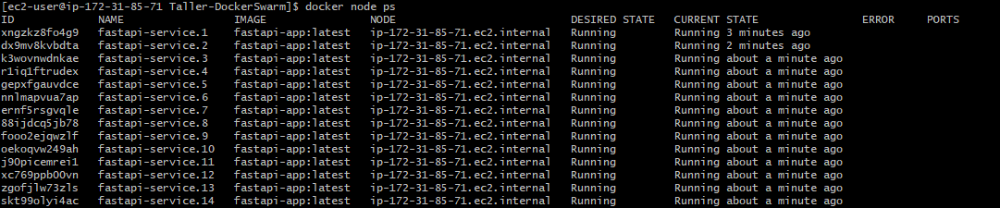 [ec2-user@ip-172-31-85-71 Taller-DockerSwarm]$ docker node ps
ID NAME IMAGE NODE DESIRED STATE CURRENT STATE ERROR PORTS
xngzkz8fo4g9 fastapi-service.1 fastapi-app:latest ip-172-31-85-71.ec2.internal Running Running 3 minutes ago
dx9mv8kvbdta fastapi-service.2 fastapi-app:latest ip-172-31-85-71.ec2.internal Running Running 2 minutes ago
k3wovnwdnkae fastapi-service.3 fastapi-app:latest ip-172-31-85-71.ec2.internal Running Running about a minute ago
r1iq1ftrudex fastapi-service.4 fastapi-app:latest ip-172-31-85-71.ec2.internal Running Running about a minute ago
gepxfgauvdce fastapi-service.5 fastapi-app:latest ip-172-31-85-71.ec2.internal Running Running about a minute ago
nnlmapvua7ap fastapi-service.6 fastapi-app:latest ip-172-31-85-71.ec2.internal Running Running about a minute ago
ernf5rsgvqle fastapi-service.7 fastapi-app:latest ip-172-31-85-71.ec2.internal Running Running about a minute ago
88ijdcq5jb78 fastapi-service.8 fastapi-app:latest ip-172-31-85-71.ec2.internal Running Running about a minute ago
fooo2ejqwzlf fastapi-service.9 fastapi-app:latest ip-172-31-85-71.ec2.internal Running Running about a minute ago
oekoqvw249ah fastapi-service.10 fastapi-app:latest ip-172-31-85-71.ec2.internal Running Running about a minute ago
j90picemrei1 fastapi-service.11 fastapi-app:latest ip-172-31-85-71.ec2.internal Running Running about a minute ago
xc769ppb00vn fastapi-service.12 fastapi-app:latest ip-172-31-85-71.ec2.internal Running Running about a minute ago
zgofjlw73zls fastapi-service.13 fastapi-app:latest ip-172-31-85-71.ec2.internal Running Running about a minute ago
skt99olyi4ac fastapi-service.14 fastapi-app:latest ip-172-31-85-71.ec2.internal Running Running about a minute ago